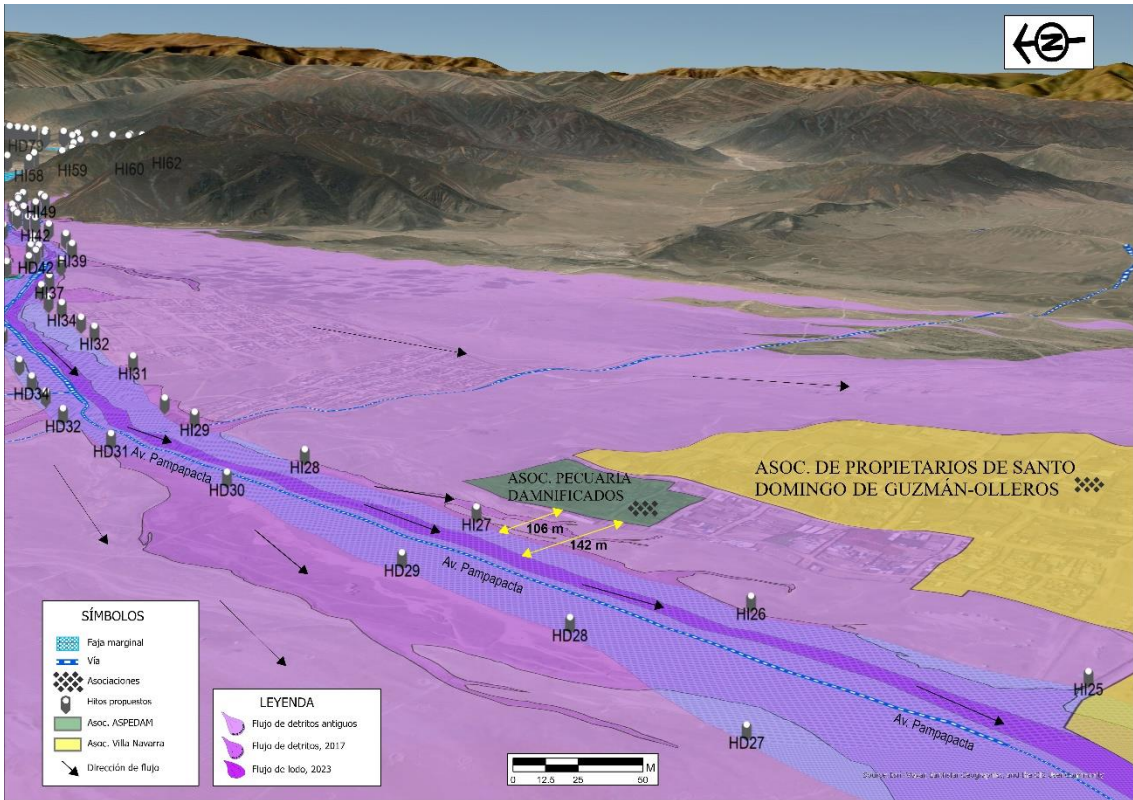 N
HD73
HI58
HI59
HI60
HI62
HI49
HI42
HD42
HI39
HI37
HI34
HI32
HI31
HD34
HD32
HI29
HD31
Av. Pampapacta
HI28
HD30
ASOC. PECUARIA
DAMNIFICADOS
ASOC. DE PROPIETARIOS DE SANTO
DOMINGO DE GUZMÁN-OLLEROS
HI27
106 m
142 m
HD29
Av. Pampapacta
HI26
HD28
HI25
HD27
Av. Pampapacta
SÍMBOLOS
Faja marginal
Vía
Asociaciones
Hitos propuestos
Asoc. ASPEDAM
Asoc. Villa Navarra
Dirección de flujo
LEYENDA
Flujo de detritos antiguos
Flujo de detritos, 2017
Flujo de lodo, 2023
0 12.5 25 50
M